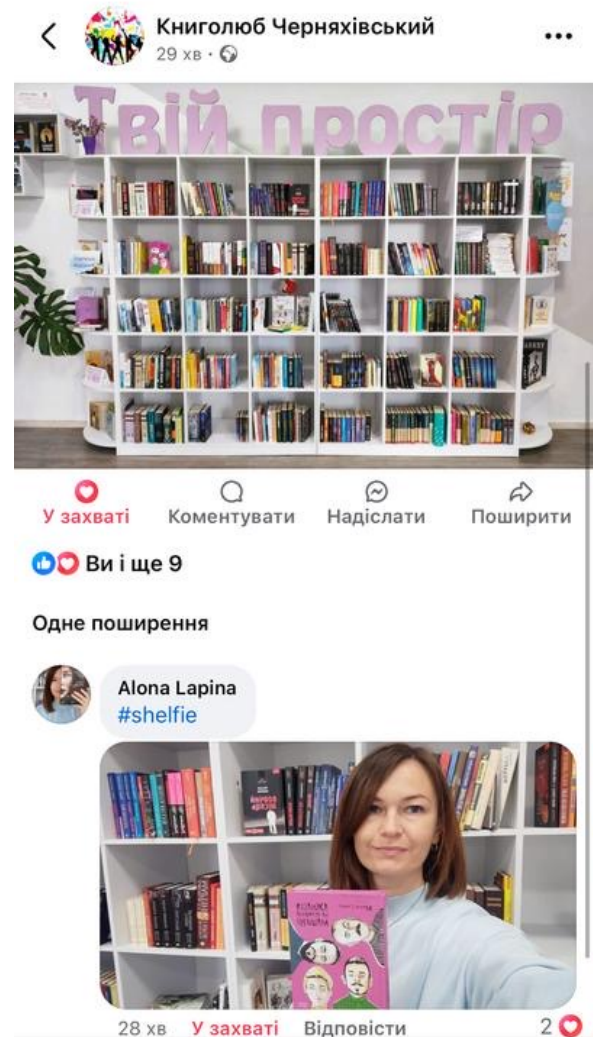 Книголюб Черняхівський
29 хв
Твій простір
У захваті
Коментувати
Надіслати
Поширити
Ви і ще 9
Одне поширення
Alona Lapina
#shelfie
28 хв У захваті Відповісти 2